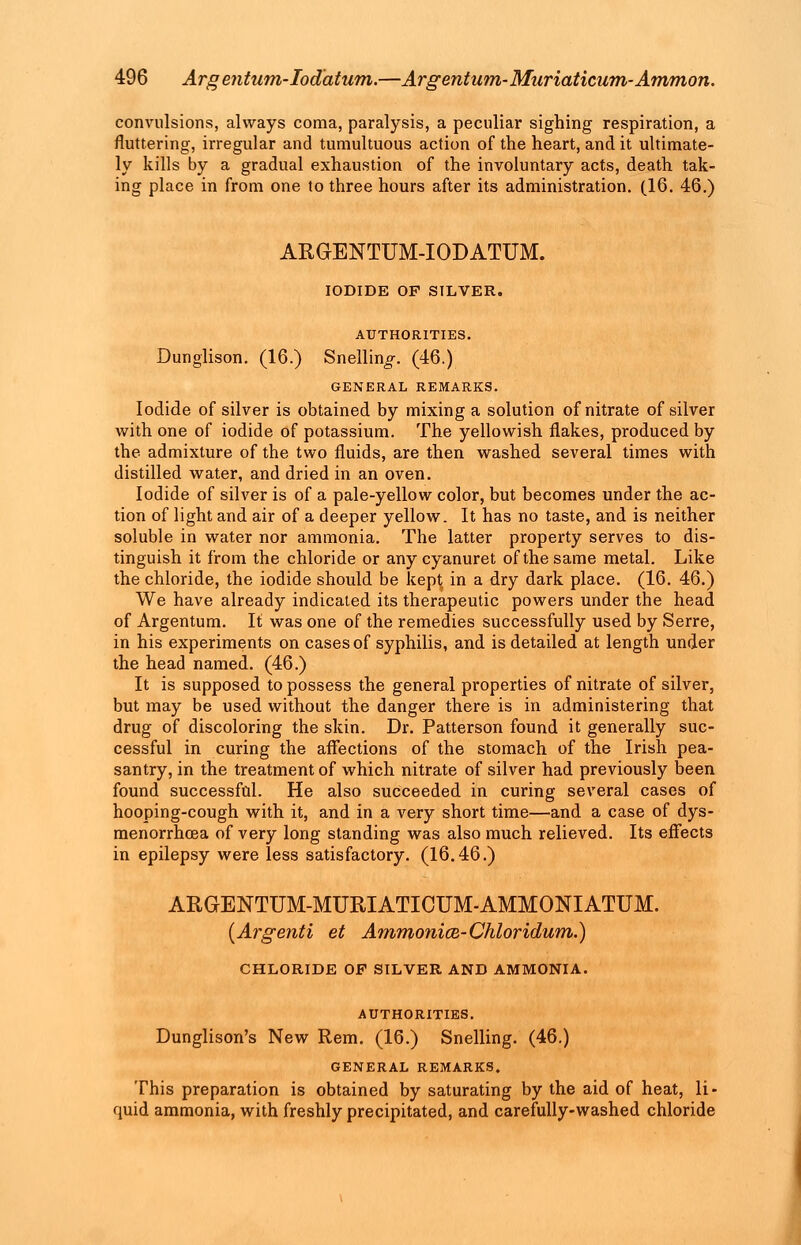 496 Argentum-Iodatum.—Argentum-Muriaticum-Ammon.
convulsions, always coma, paralysis, a peculiar sighing respiration, a
fluttering, irregular and tumultuous action of the heart, and it ultimate-
ly kills by a gradual exhaustion of the involuntary acts, death tak-
ing place in from one to three hours after its administration. (16. 46.)
ARGENTUM-IODATUM.
IODIDE OF SILVER.
AUTHORITIES.
Dunglison. (16.) Snelling. (46.)
GENERAL REMARKS.
Iodide of silver is obtained by mixing a solution of nitrate of silver
with one of iodide of potassium. The yellowish flakes, produced by
the admixture of the two fluids, are then washed several times with
distilled water, and dried in an oven.
Iodide of silver is of a pale-yellow color, but becomes under the ac-
tion of light and air of a deeper yellow. It has no taste, and is neither
soluble in water nor ammonia. The latter property serves to dis-
tinguish it from the chloride or any cyanuret of the same metal. Like
the chloride, the iodide should be kept in a dry dark place. (16. 46.)
We have already indicated its therapeutic powers under the head
of Argentum. It was one of the remedies successfully used by Serre,
in his experiments on cases of syphilis, and is detailed at length under
the head named. (46.)
It is supposed to possess the general properties of nitrate of silver,
but may be used without the danger there is in administering that
drug of discoloring the skin. Dr. Patterson found it generally suc-
cessful in curing the affections of the stomach of the Irish pea-
santry, in the treatment of which nitrate of silver had previously been
found successful. He also succeeded in curing several cases of
hooping-cough with it, and in a very short time—and a case of dys-
menorrhœa of very long standing was also much relieved. Its effects
in epilepsy were less satisfactory. (16. 46.)
ARGENTUM-MURIATICUM-AMMONIATUM.
(Argenti et Ammoniæ-Chloridum.)
CHLORIDE OF SILVER AND AMMONIA.
AUTHORITIES.
Dunglison's New Rem. (16.) Snelling. (46.)
GENERAL REMARKS.
This preparation is obtained by saturating by the aid of heat, li-
quid ammonia, with freshly precipitated, and carefully-washed chloride